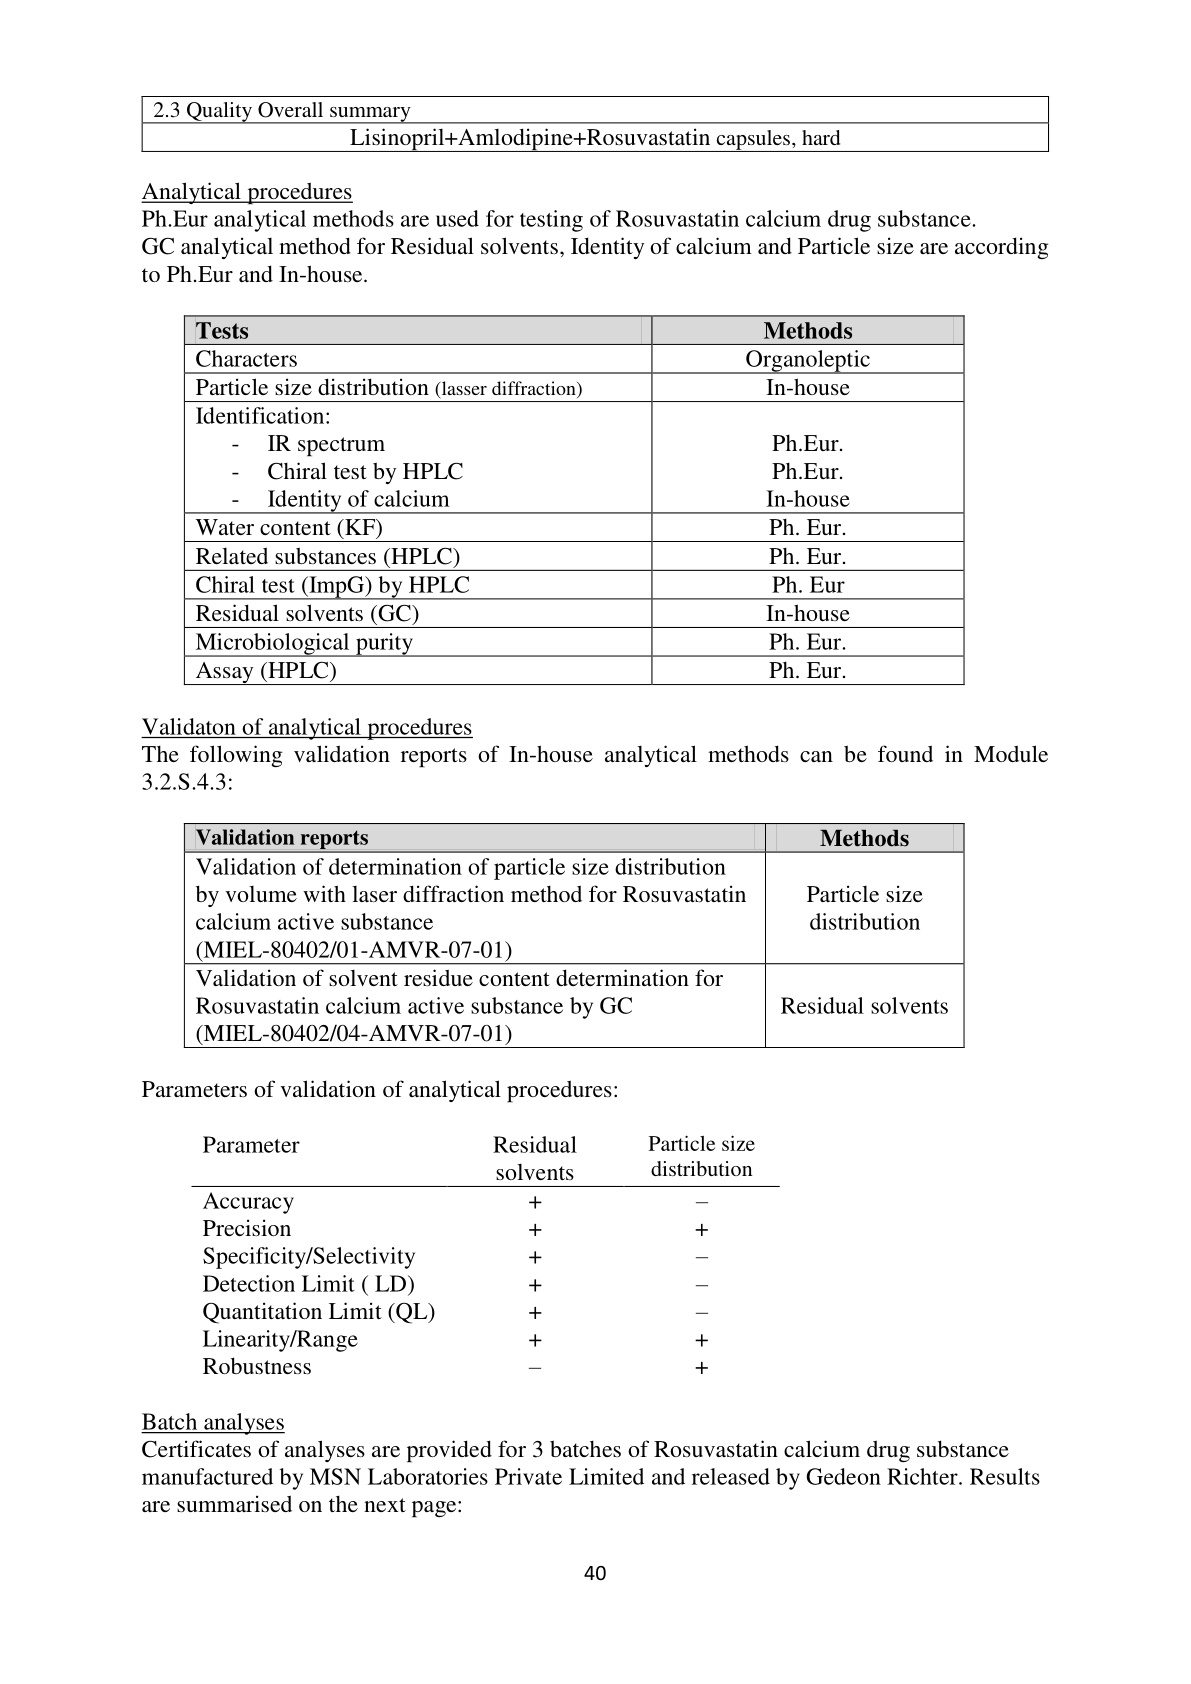 2.3 Quality Overall summary
Lisinopril+Amlodipine+Rosuvastatin capsules, hard
Analytical procedures
Ph.Eur analytical methods are used for testing of Rosuvastatin calcium drug substance.
GC analytical method for Residual solvents, Identity of calcium and Particle size are according
to Ph.Eur and In-house.
Tests Methods
Characters Organoleptic
Particle size distribution (lasser diffraction) In-house
Identification:
- IR spectrum Ph.Eur.
- Chiral test by HPLC Ph.Eur.
- Identity of calcium In-house
Water content (KF) Ph. Eur.
Related substances (HPLC) Ph. Eur.
Chiral test (ImpG) by HPLC Ph. Eur
Residual solvents (GC) In-house
Microbiological purity Ph. Eur.
Assay (HPLC) Ph. Eur.
Validaton of analytical procedures
The following validation reports of In-house analytical methods can be found in Module
3.2.S.4.3:
Validation reports Methods
Validation of determination of particle size distribution
by volume with laser diffraction method for Rosuvastatin Particle size
calcium active substance distribution
(MIEL-80402/01-AMVR-07-01)
Validation of solvent residue content determination for
Rosuvastatin calcium active substance by GC Residual solvents
(MIEL-80402/04-AMVR-07-01)
Parameters of validation of analytical procedures:
Parameter Residual Particle size
solvents distribution
Accuracy + –
Precision + +
Specificity/Selectivity + –
Detection Limit ( LD) + –
Quantitation Limit (QL) + –
Linearity/Range + +
Robustness – +
Batch analyses
Certificates of analyses are provided for 3 batches of Rosuvastatin calcium drug substance
manufactured by MSN Laboratories Private Limited and released by Gedeon Richter. Results
are summarised on the next page:
40